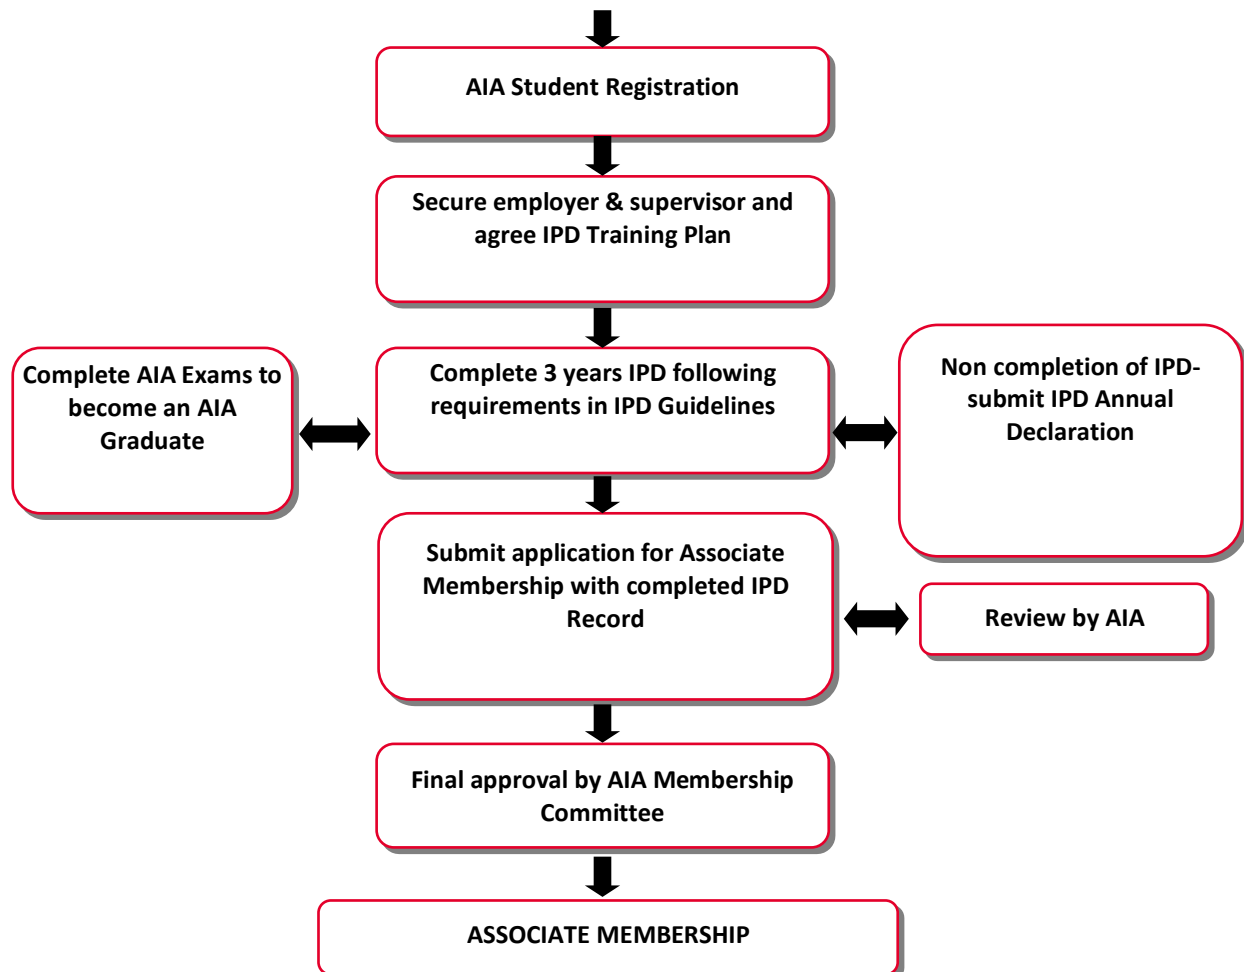 AIA Student Registration
Secure employer & supervisor and
agree IPD Training Plan
Complete AIA Exams to
become an AIA
Graduate
Complete 3 years IPD following
requirements in IPD Guidelines
Non completion of IPD-
submit IPD Annual
Declaration
Submit application for Associate
Membership with completed IPD
Record
Review by AIA
Final approval by AIA Membership
Committee
ASSOCIATE MEMBERSHIP